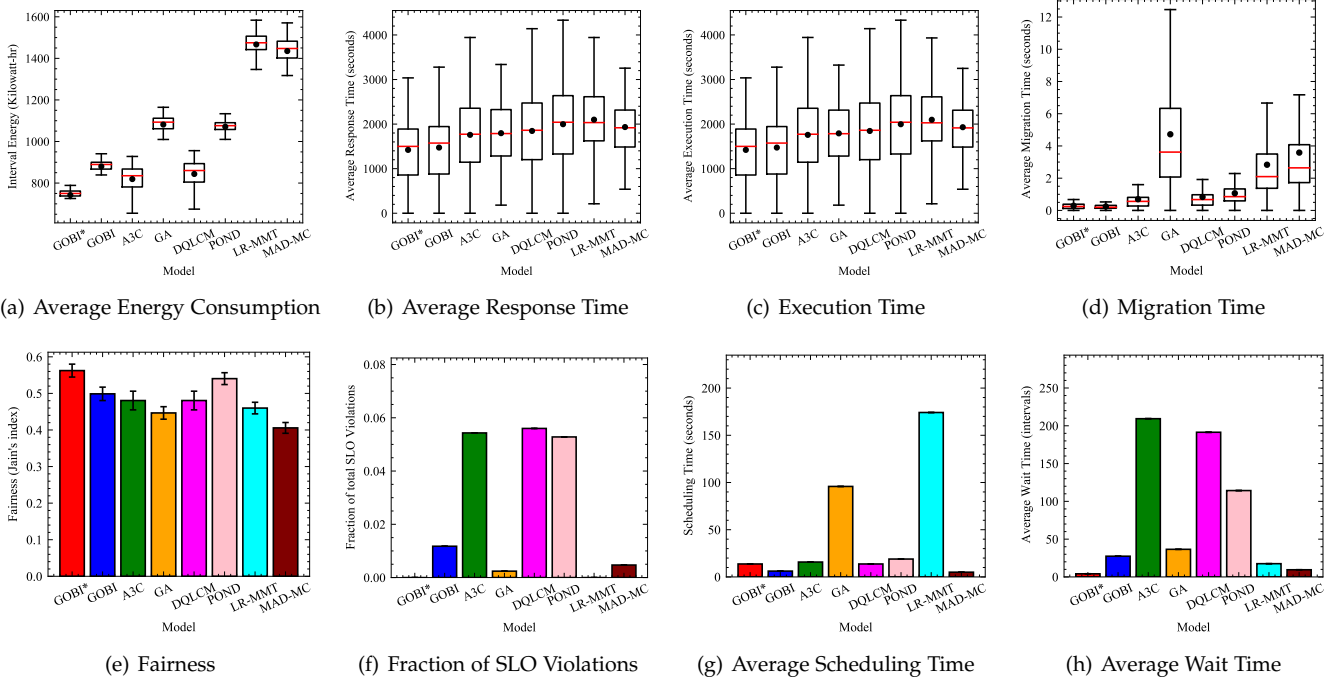 1600
1400
1200
1000
800
Interval Energy (Kilowatt-hr)
GOBI*
GOBI
A3C
GA
DQLCM
POND
LR-MMT
MAD-MC
Model
(a) Average Energy Consumption
4000
3000
2000
1000
0
Average Response Time (seconds)
GOBI*
GOBI
A3C
GA
DQLCM
POND
LR-MMT
MAD-MC
Model
(b) Average Response Time
4000
3000
2000
1000
0
Average Execution Time (seconds)
GOBI*
GOBI
A3C
GA
DQLCM
POND
LR-MMT
MAD-MC
Model
(c) Execution Time
12
10
8
6
4
2
0
Average Migration Time (seconds)
GOBI*
GOBI
A3C
GA
DQLCM
POND
LR-MMT
MAD-MC
Model
(d) Migration Time
0.6
0.5
0.4
0.3
0.2
0.1
0.0
Fairness (Jain's index)
GOBI*
GOBI
A3C
GA
DQLCM
POND
LR-MMT
MAD-MC
Model
(e) Fairness
0.08
0.06
0.04
0.02
0.00
Fraction of total SLO Violations
GOBI*
GOBI
A3C
GA
DQLCM
POND
LR-MMT
MAD-MC
Model
(f) Fraction of SLO Violations
200
150
100
50
0
Scheduling Time (seconds)
GOBI*
GOBI
A3C
GA
DQLCM
POND
LR-MMT
MAD-MC
Model
(g) Average Scheduling Time
250
200
150
100
50
0
Average Wait Time (intervals)
GOBI*
GOBI
A3C
GA
DQLCM
POND
LR-MMT
MAD-MC
Model
(h) Average Wait Time